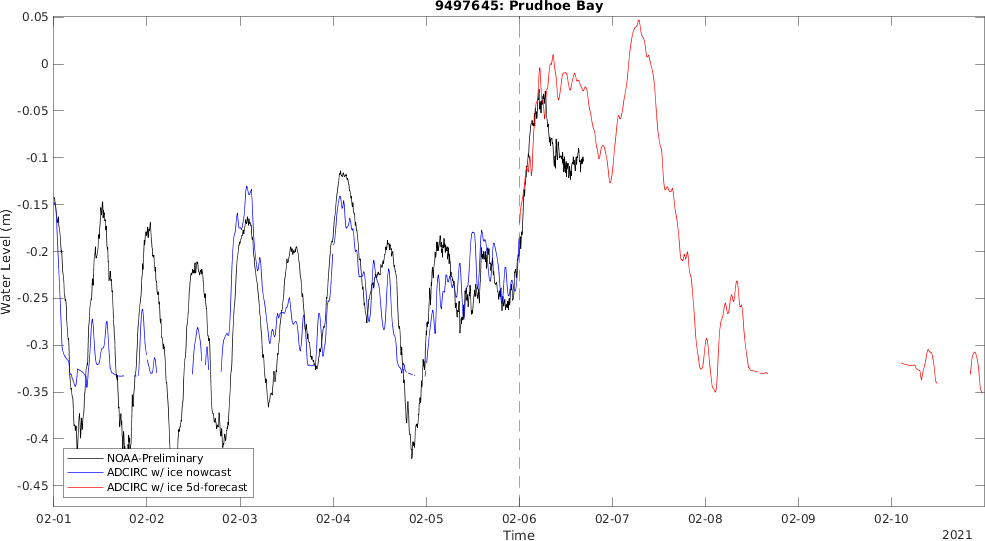 9497645: Prudhoe Bay
0.05
0
-0.05
-0.1
-0.15
-0.2
-0.25
-0.3
-0.35
-0.4
-0.45
Water Level (m)
NOAA-Preliminary
ADCIRC w/ ice nowcast
ADCIRC w/ ice 5d-forecast
02-01 02-02 02-03 02-04 02-05 02-06 02-07 02-08 02-09 02-10
Time
2021